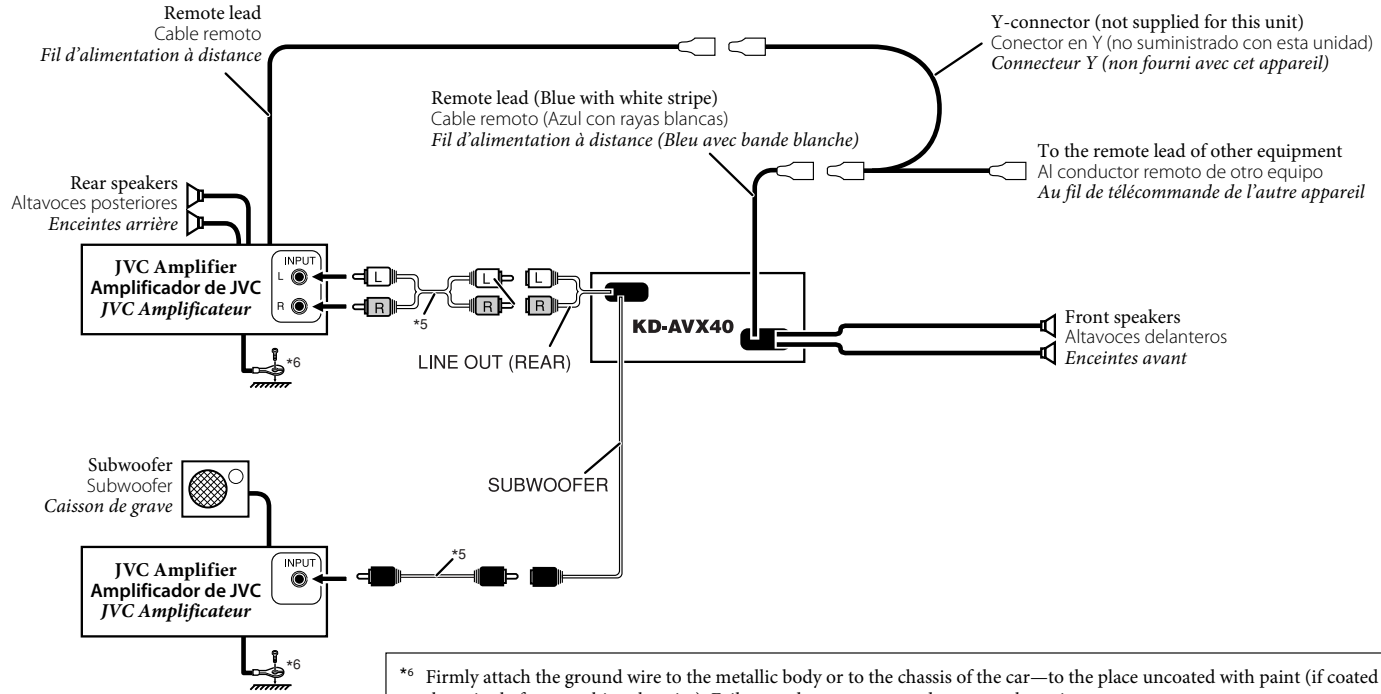 Remote lead
Cable remoto
Fil d'alimentation à distance
Y-connector (not supplied for this unit)
Conector en Y (no suministrado con esta unidad)
Connecteur Y (non fourni avec cet appareil)
Remote lead (Blue with white stripe)
Cable remoto (Azul con rayas blancas)
Fil d'alimentation à distance (Bleu avec bande blanche)
To the remote lead of other equipment
Al conductor remoto de otro equipo
Au fil de télécommande de l'autre appareil
Rear speakers
Altavoces posteriores
Enceintes arrière
JVC Amplifier
Amplificador de JVC
JVC Amplificateur
INPUT
L
R
L
R
L
R
L
R
*5
*6
LINE OUT (REAR)
KD-AVX40
Front speakers
Altavoces delanteros
Enceintes avant
Subwoofer
Subwoofer
Caisson de grave
SUBWOOFER
JVC Amplifier
Amplificador de JVC
JVC Amplificateur
INPUT
*5
*6
*6 Firmly attach the ground wire to the metallic body or to the chassis of the car—to the place uncoated with paint (if coated